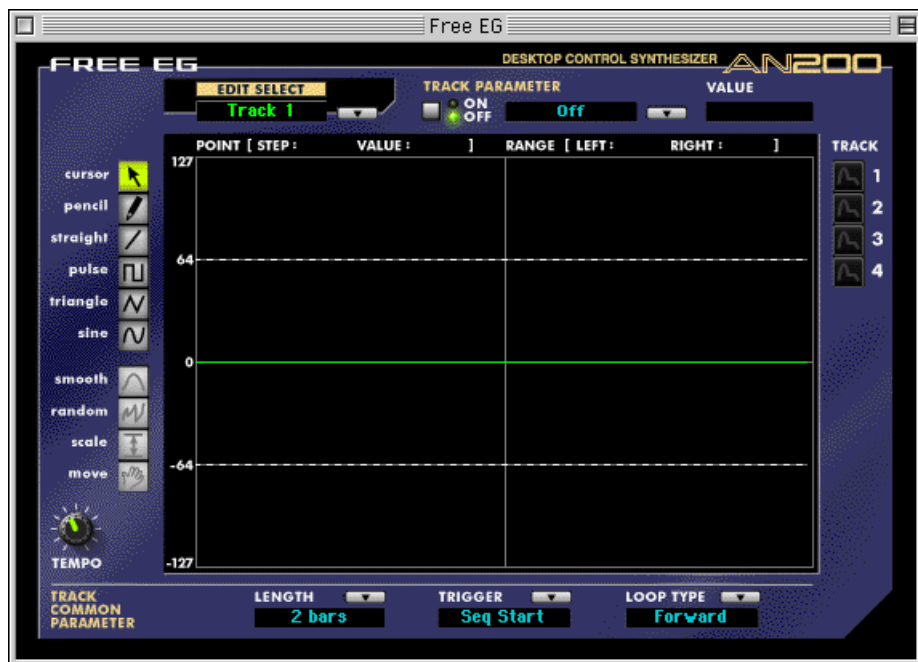 Free EG
FREE EG
DESKTOP CONTROL SYNTHESIZER AN200
EDIT SELECT
Track 1
TRACK PARAMETER
ON
OFF
Off
VALUE
POINT [ STEP : VALUE : ] RANGE [ LEFT : RIGHT : ]
TRACK
127
64
0
-64
-127
cursor
pencil
straight
pulse
triangle
sine
smooth
random
scale
move
TEMPO
1
2
3
4
TRACK
COMMON
PARAMETER
LENGTH
2 bars
TRIGGER
Seq Start
LOOP TYPE
Forward